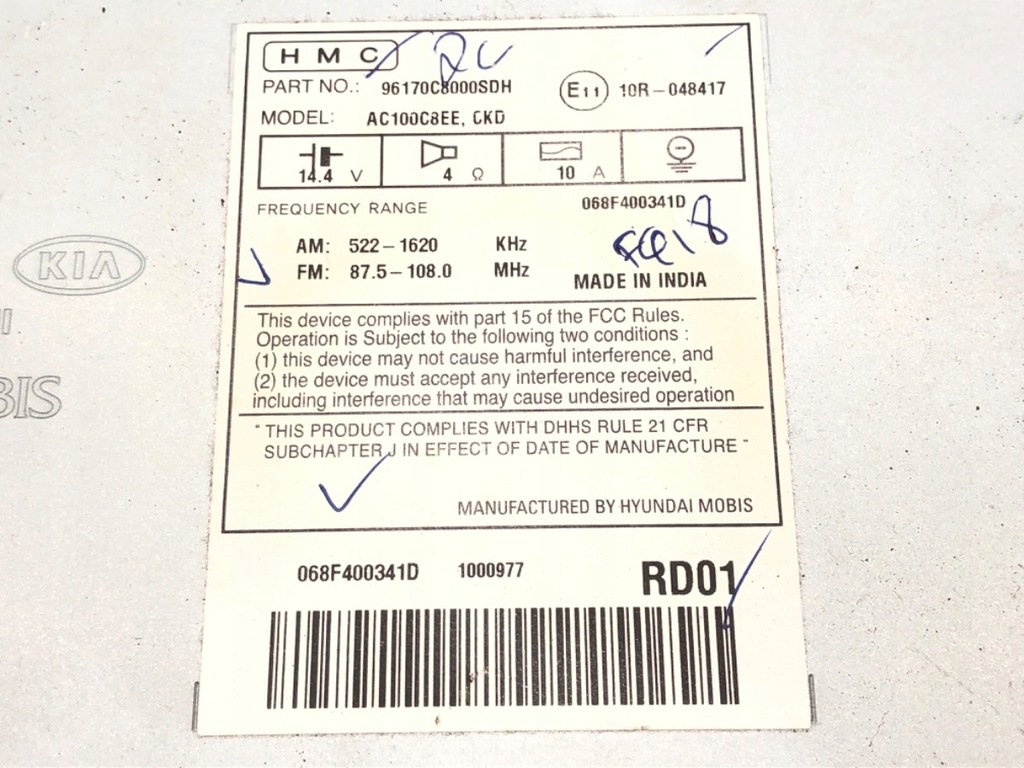 HMC
PART NO.: 96170C8000SDH
E11 10R-048417
MODEL: AC100C8EE, CKD
14.4 V 4 Ω 10 A
FREQUENCY RANGE
068F400341D
AM: 522-1620 KHz
FM: 87.5-108.0 MHz
MADE IN INDIA
This device complies with part 15 of the FCC Rules.
Operation is Subject to the following two conditions :
(1) this device may not cause harmful interference, and
(2) the device must accept any interference received,
including interference that may cause undesired operation
" THIS PRODUCT COMPLIES WITH DHHS RULE 21 CFR
SUBCHAPTER J IN EFFECT OF DATE OF MANUFACTURE "
MANUFACTURED BY HYUNDAI MOBIS
068F400341D 1000977 RD01
KIA